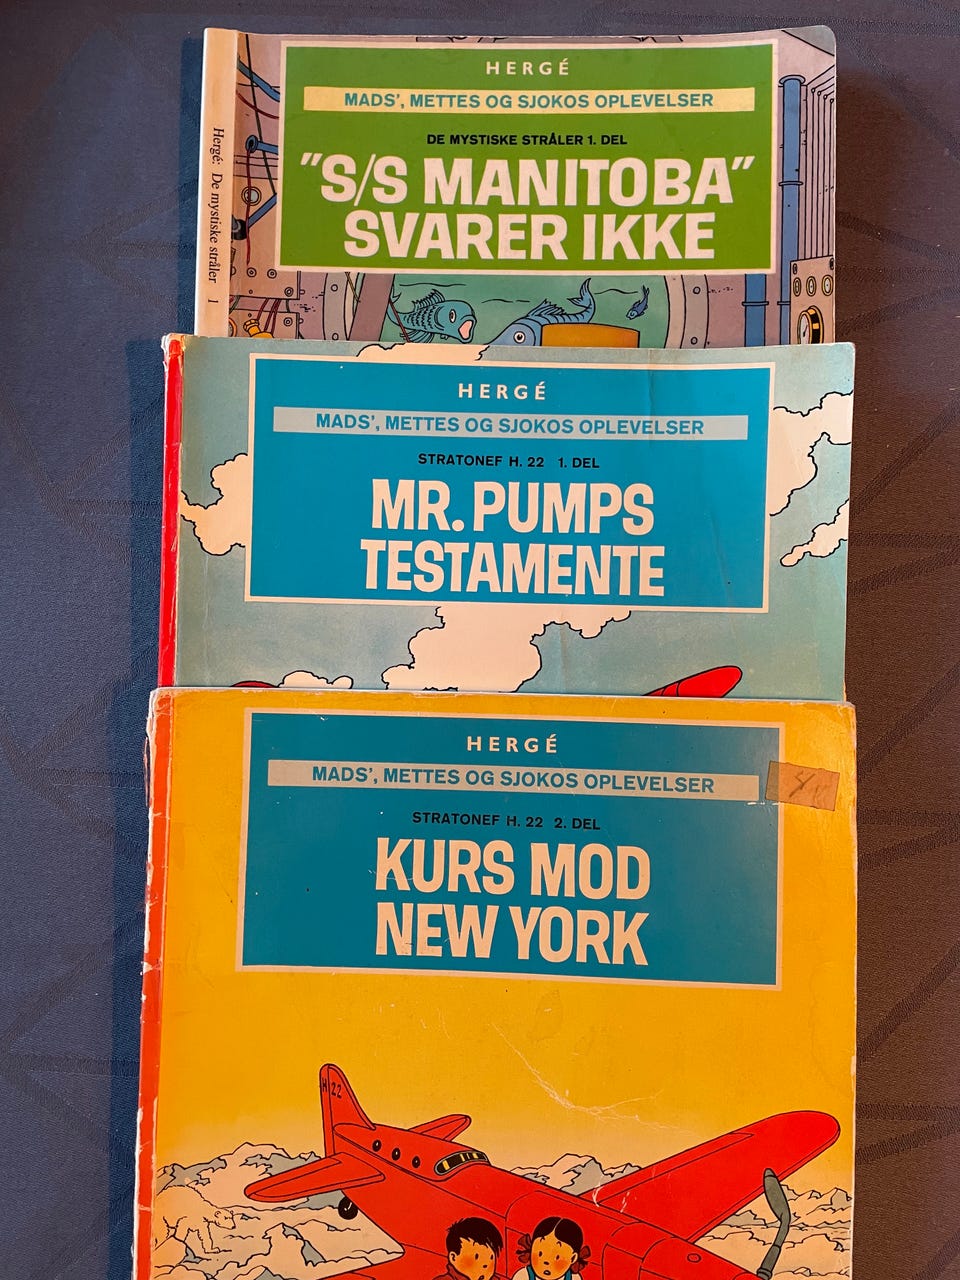 Hergé: De mystiske stråler 1
HERGÉ
MADS', METTES OG SJOKOS OPLEVELSER
DE MYSTISKE STRÅLER 1. DEL
"S/S MANITOBA"
SVARER IKKE
HERGÉ
MADS', METTES OG SJOKOS OPLEVELSER
STRATONEF H. 22 1. DEL
MR. PUMPS
TESTAMENTE
HERGÉ
MADS', METTES OG SJOKOS OPLEVELSER
STRATONEF H. 22 2. DEL
KURS MOD
NEW YORK
H 22